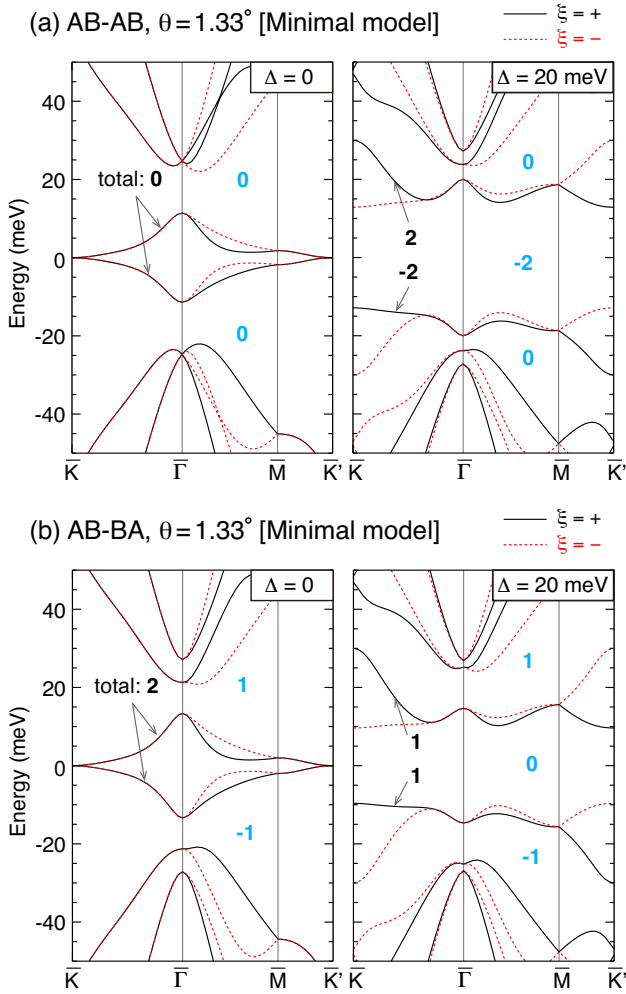 (a) AB-AB, θ = 1.33° [Minimal model]
ξ = +
ξ = −
Δ = 0
Δ = 20 meV
Energy (meV)
40
20
0
-20
-40
total: 0
0
0
0
2
-2
-2
0
K̄
Γ̄
M̄
K̄'
K̄
Γ̄
M̄
K̄'
(b) AB-BA, θ = 1.33° [Minimal model]
ξ = +
ξ = −
Δ = 0
Δ = 20 meV
Energy (meV)
40
20
0
-20
-40
total: 2
1
-1
1
1
1
0
-1
K̄
Γ̄
M̄
K̄'
K̄
Γ̄
M̄
K̄'